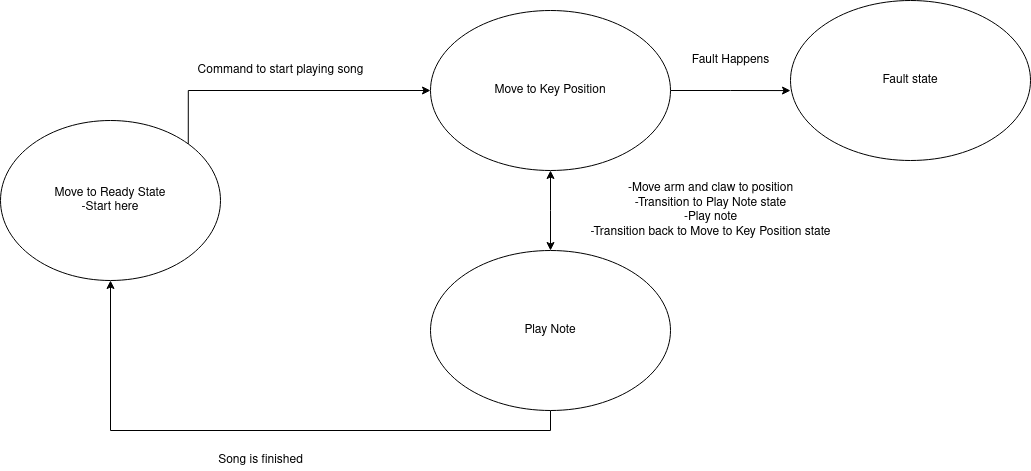 Command to start playing song
Move to Key Position
Fault Happens
Fault state
Move to Ready State
-Start here
-Move arm and claw to position
-Transition to Play Note state
-Play note
-Transition back to Move to Key Position state
Play Note
Song is finished